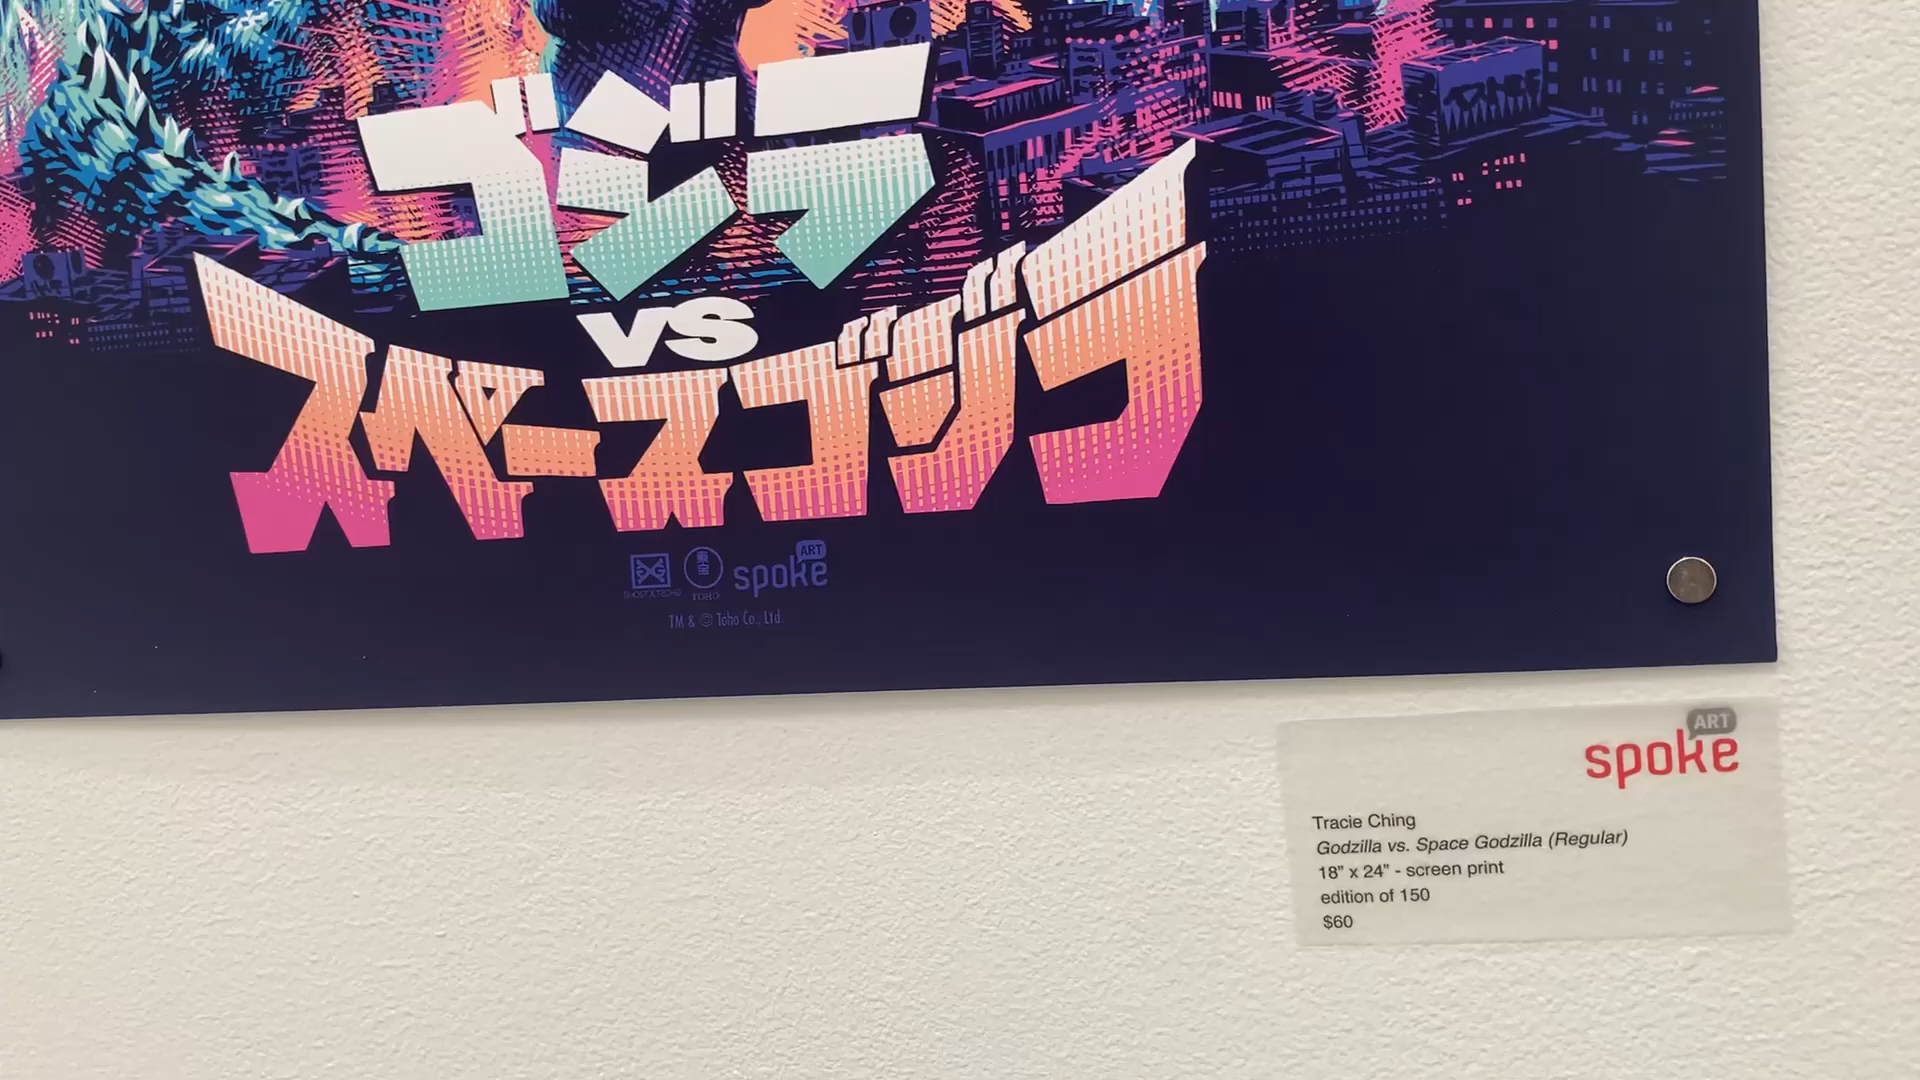 ゴジラ
VS
スペースゴジラ
ART
spoke
TOHO
TM & © Toho Co., Ltd.
ART
spoke
Tracie Ching
Godzilla vs. Space Godzilla (Regular)
18" x 24" - screen print
edition of 150
$60